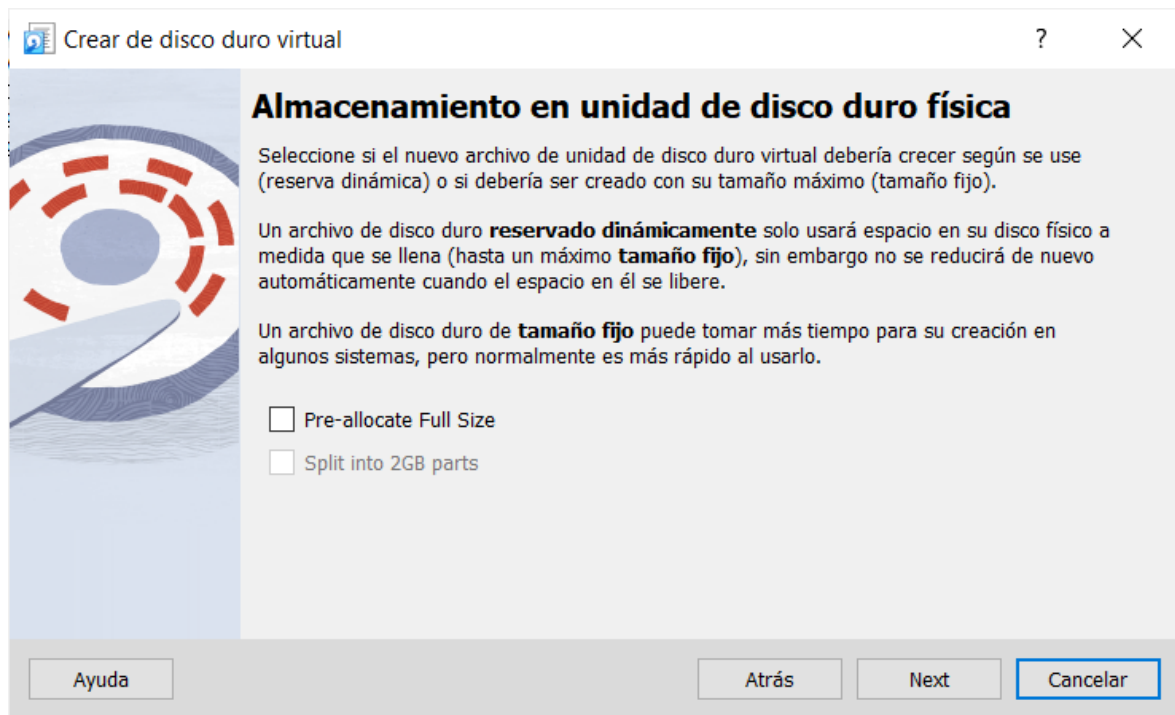 Crear de disco duro virtual
?
Almacenamiento en unidad de disco duro física
Seleccione si el nuevo archivo de unidad de disco duro virtual debería crecer según se use
(reserva dinámica) o si debería ser creado con su tamaño máximo (tamaño fijo).
Un archivo de disco duro reservado dinámicamente solo usará espacio en su disco físico a
medida que se llena (hasta un máximo tamaño fijo), sin embargo no se reducirá de nuevo
automáticamente cuando el espacio en él se libere.
Un archivo de disco duro de tamaño fijo puede tomar más tiempo para su creación en
algunos sistemas, pero normalmente es más rápido al usarlo.
Pre-allocate Full Size
Split into 2GB parts
Ayuda
Atrás
Next
Cancelar